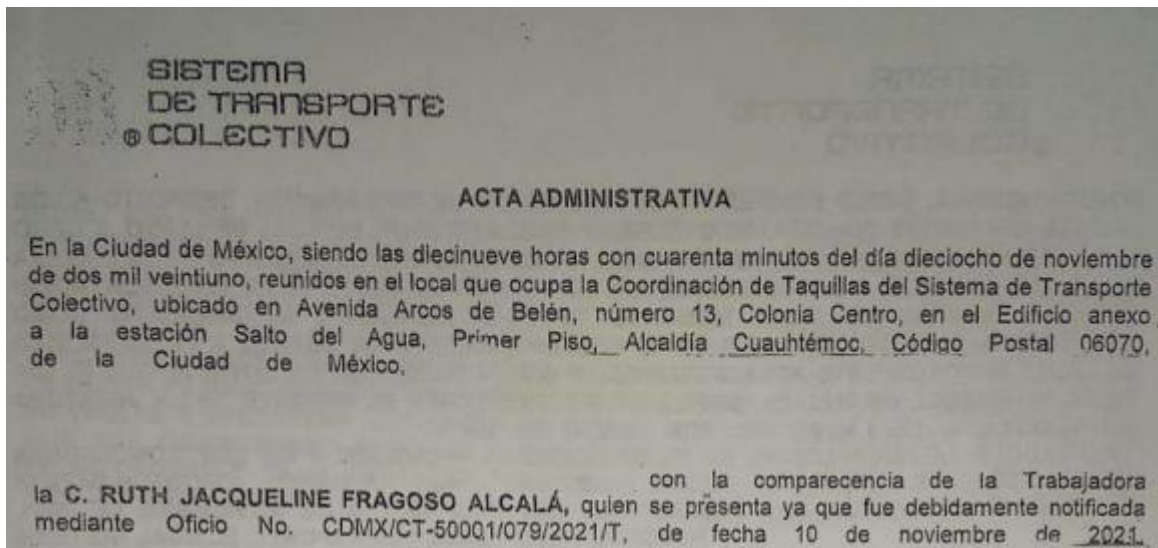 SISTEMA
DE TRANSPORTE
® COLECTIVO
ACTA ADMINISTRATIVA
En la Ciudad de México, siendo las diecinueve horas con cuarenta minutos del día dieciocho de noviembre
de dos mil veintiuno, reunidos en el local que ocupa la Coordinación de Taquillas del Sistema de Transporte
Colectivo, ubicado en Avenida Arcos de Belén, número 13, Colonia Centro, en el Edificio anexo
a la estación Salto del Agua, Primer Piso, Alcaldía Cuauhtémoc, Código Postal 06070,
de la Ciudad de México,
con la comparecencia de la Trabajadora
la C. RUTH JACQUELINE FRAGOSO ALCALÁ, quien se presenta ya que fue debidamente notificada
mediante Oficio No. CDMX/CT-50001/079/2021/T, de fecha 10 de noviembre de 2021,